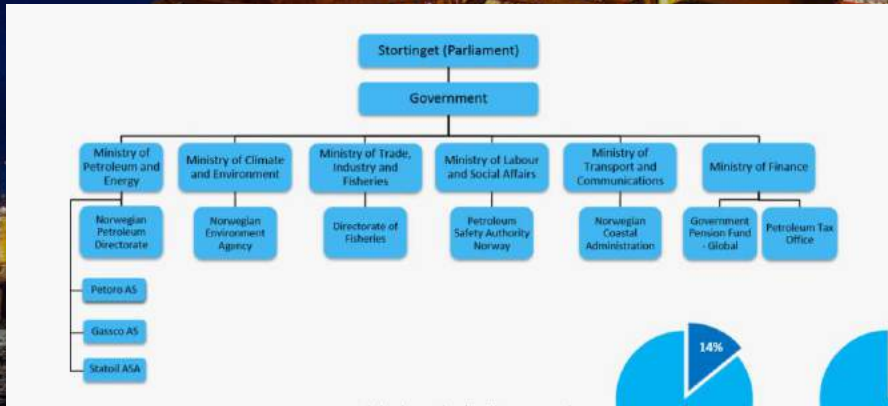 Stortinget (Parliament)
Government
Ministry of
Petroleum and
Energy
Ministry of Climate
and Environment
Ministry of Trade,
Industry and
Fisheries
Ministry of Labour
and Social Affairs
Ministry of
Transport and
Communications
Ministry of Finance
Norwegian
Petroleum
Directorate
Norwegian
Environment
Agency
Directorate of
Fisheries
Petroleum
Safety Authority
Norway
Norwegian
Coastal
Administration
Government
Pension Fund
- Global
Petroleum Tax
Office
Petoro AS
Gassco AS
Statoil ASA
14%